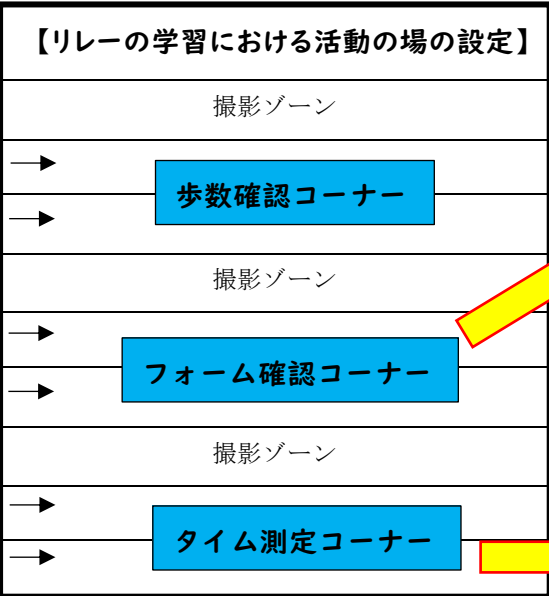 【リレーの学習における活動の場の設定】
撮影ゾーン
歩数確認コーナー
撮影ゾーン
フォーム確認コーナー
撮影ゾーン
タイム測定コーナー